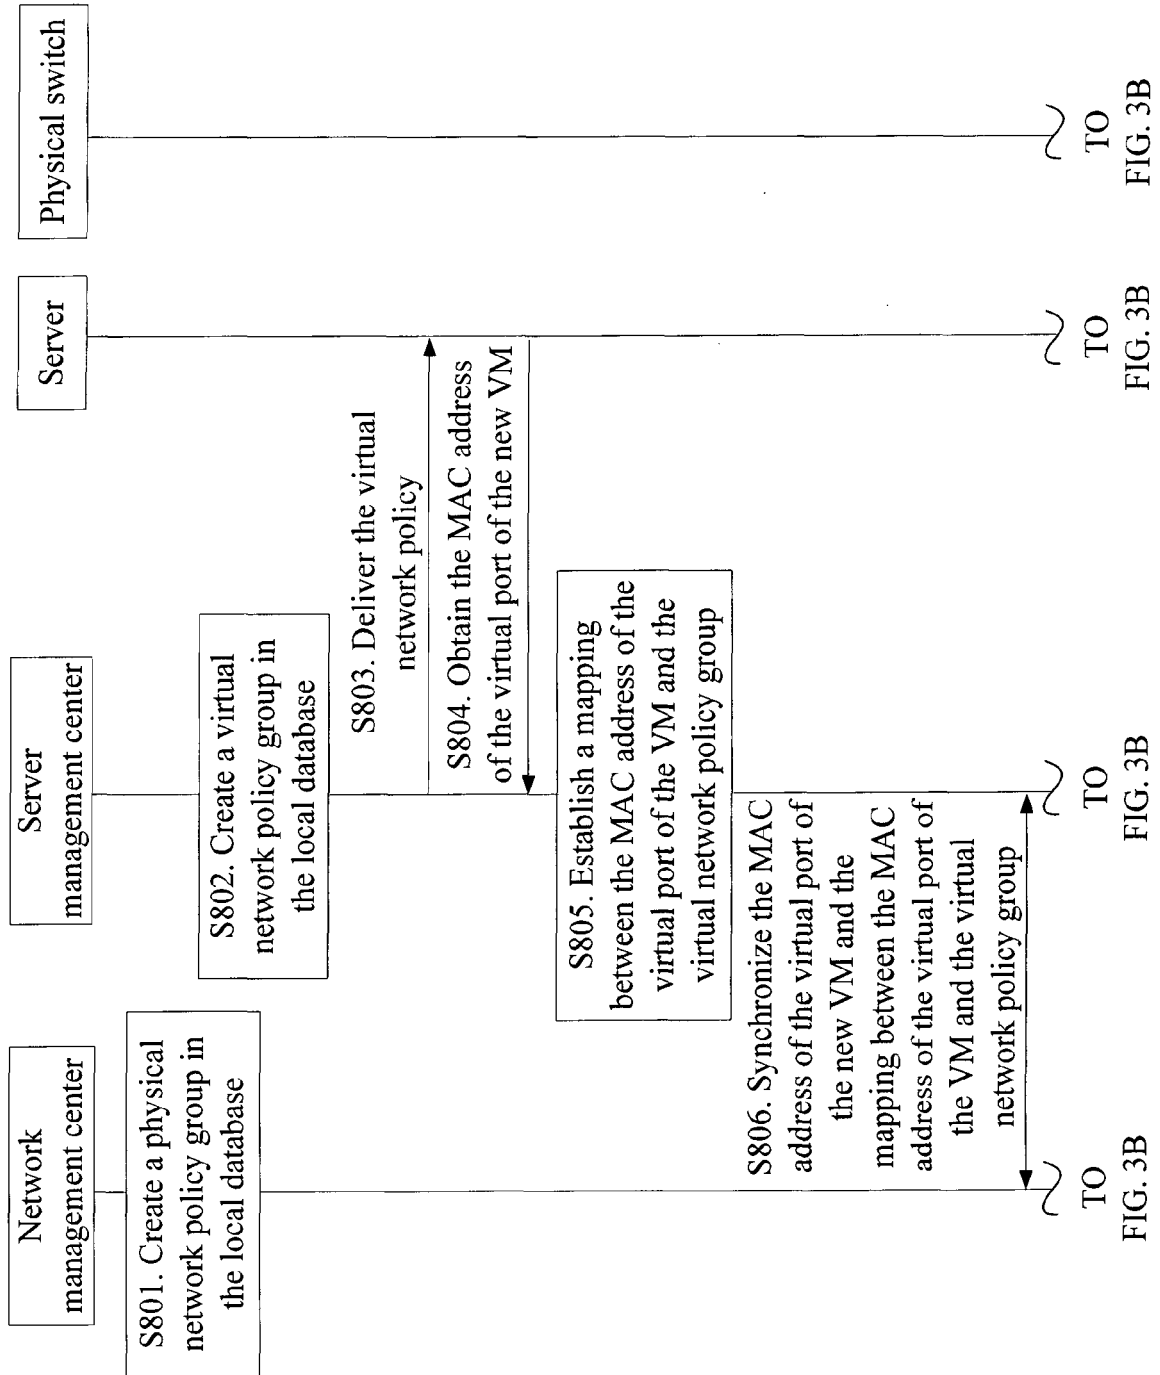 Network
management center
Server
management center
Server
Physical switch
S801. Create a physical
network policy group in
the local database
S802. Create a virtual
network policy group in
the local database
S803. Deliver the virtual
network policy
S804. Obtain the MAC address
of the virtual port of the new VM
S805. Establish a mapping
between the MAC address of the
virtual port of the VM and the
virtual network policy group
S806. Synchronize the MAC
address of the virtual port of
the new VM and the
mapping between the MAC
address of the virtual port of
the VM and the virtual
network policy group
TO
FIG. 3B
TO
FIG. 3B
TO
FIG. 3B
TO
FIG. 3B